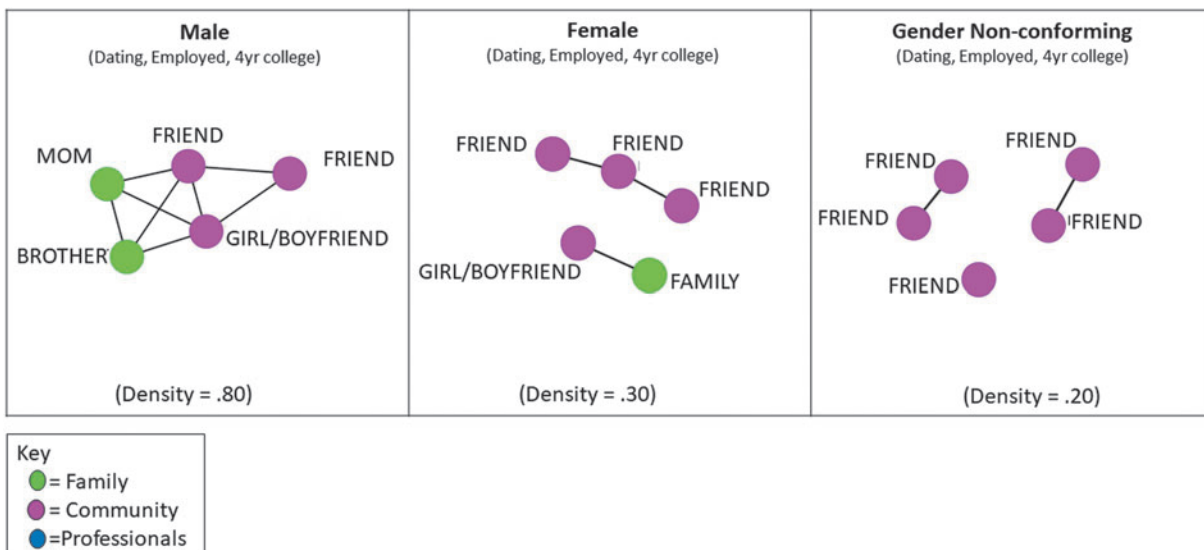 Male
(Dating, Employed, 4yr college)
FRIEND
MOM
FRIEND
GIRL/BOYFRIEND
BROTHER
(Density = .80)
Female
(Dating, Employed, 4yr college)
FRIEND
FRIEND
FRIEND
GIRL/BOYFRIEND
FAMILY
(Density = .30)
Gender Non-conforming
(Dating, Employed, 4yr college)
FRIEND
FRIEND
FRIEND
FRIEND
FRIEND
(Density = .20)
Key
= Family
= Community
=Professionals